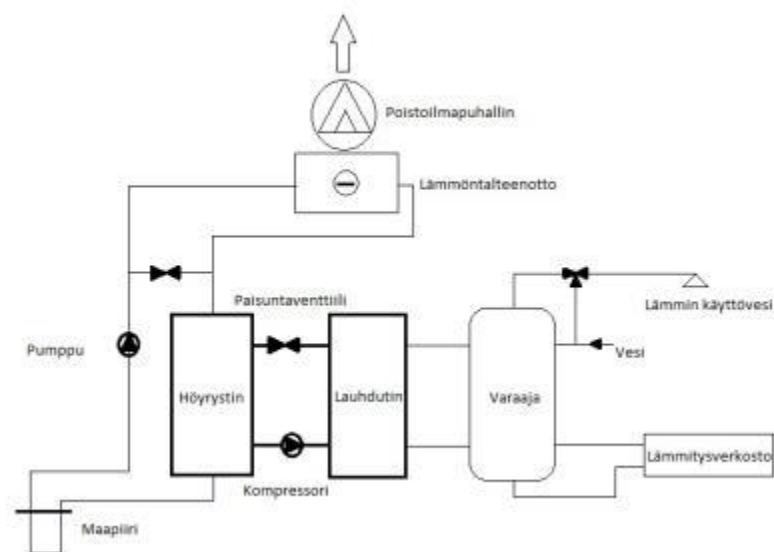 Poistoilmapuhallin
Lämmöntalteenotto
Paisuntaventtiili
Lämmin käyttövesi
Pumppu
Vesi
Höyrystin
Lauhdutin
Varaaja
Lämmitysverkosto
Kompressori
Maapiiri